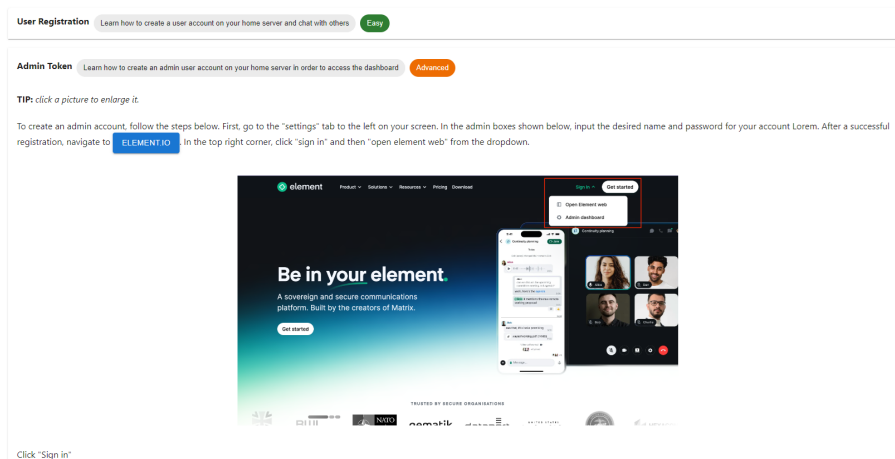 User Registration Learn how to create a user account on your home server and chat with others Easy
Admin Token Learn how to create an admin user account on your home server in order to access the dashboard Advanced
TIP: click a picture to enlarge it.
To create an admin account, follow the steps below. First, go to the "settings" tab to the left on your screen. In the admin boxes shown below, input the desired name and password for your account Lorem. After a successful
registration, navigate to ELEMENT.IO . In the top right corner, click "sign in" and then "open element web" from the dropdown.
element Product Solutions Resources Pricing Download Sign in Get started
Open Element web
Admin dashboard
Continuity planning
Be in your element.
A sovereign and secure communications
platform. Built by the creators of Matrix.
Get started
TRUSTED BY SECURE ORGANISATIONS
NATO
gematik
Click "Sign in"